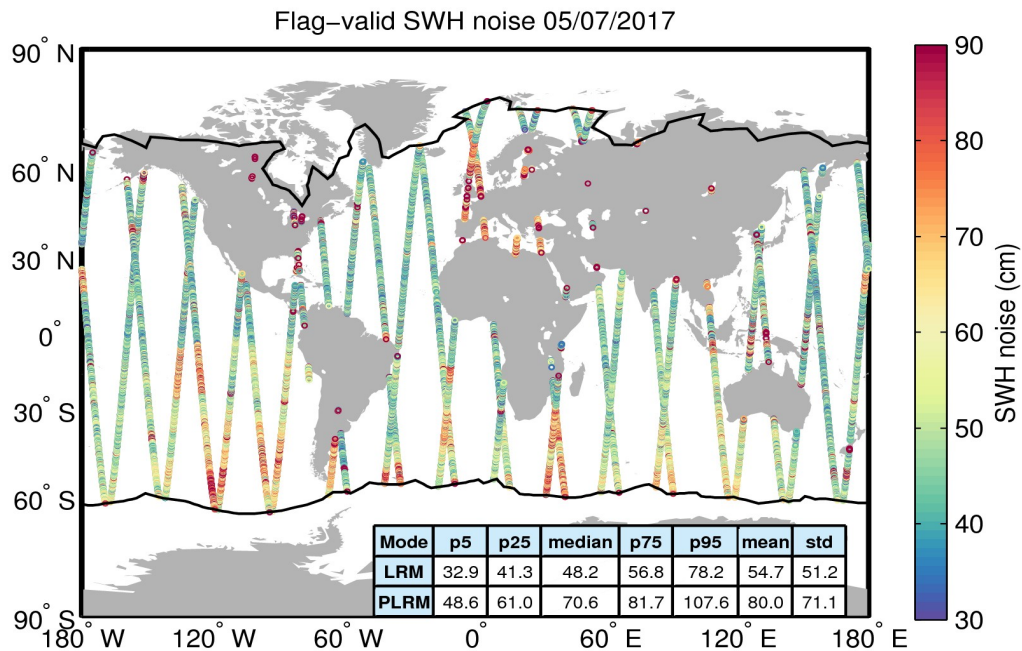 Flag−valid SWH noise 05/07/2017
90° N
60° N
30° N
0°
30° S
60° S
90° S
180° W
120° W
60° W
0°
60° E
120° E
180° E
Mode p5 p25 median p75 p95 mean std
LRM 32.9 41.3 48.2 56.8 78.2 54.7 51.2
PLRM 48.6 61.0 70.6 81.7 107.6 80.0 71.1
90
80
70
60
50
40
30
SWH noise (cm)